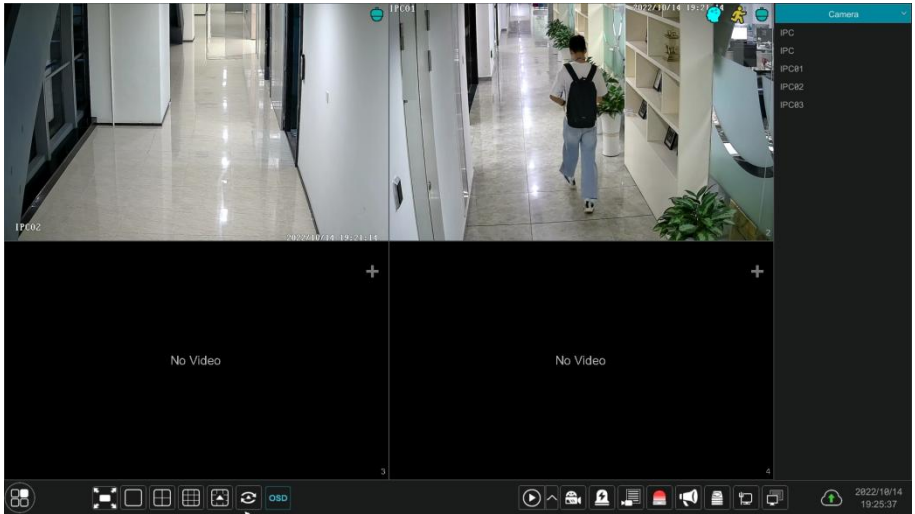 IPC01
2022/10/14 19:21:14
Camera
IPC
IPC
IPC01
IPC02
IPC03
IPC02
2022/10/14 19:21:14
2
No Video
No Video
3
4
OSD
2022/10/14
19:25:37